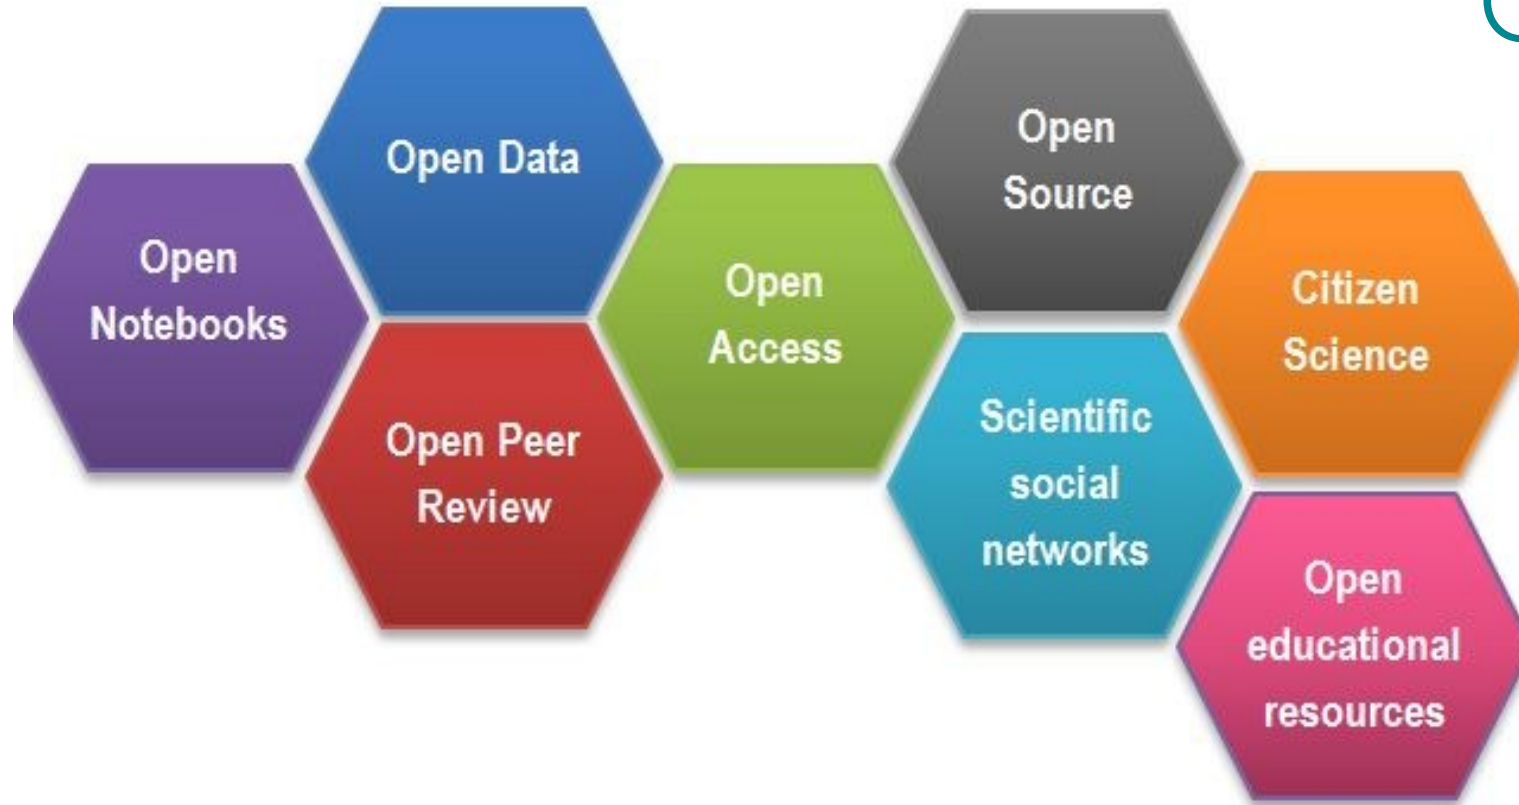 Open
Notebooks
Open Data
Open Peer
Review
Open
Access
Open
Source
Scientific
social
networks
Citizen
Science
Open
educational
resources